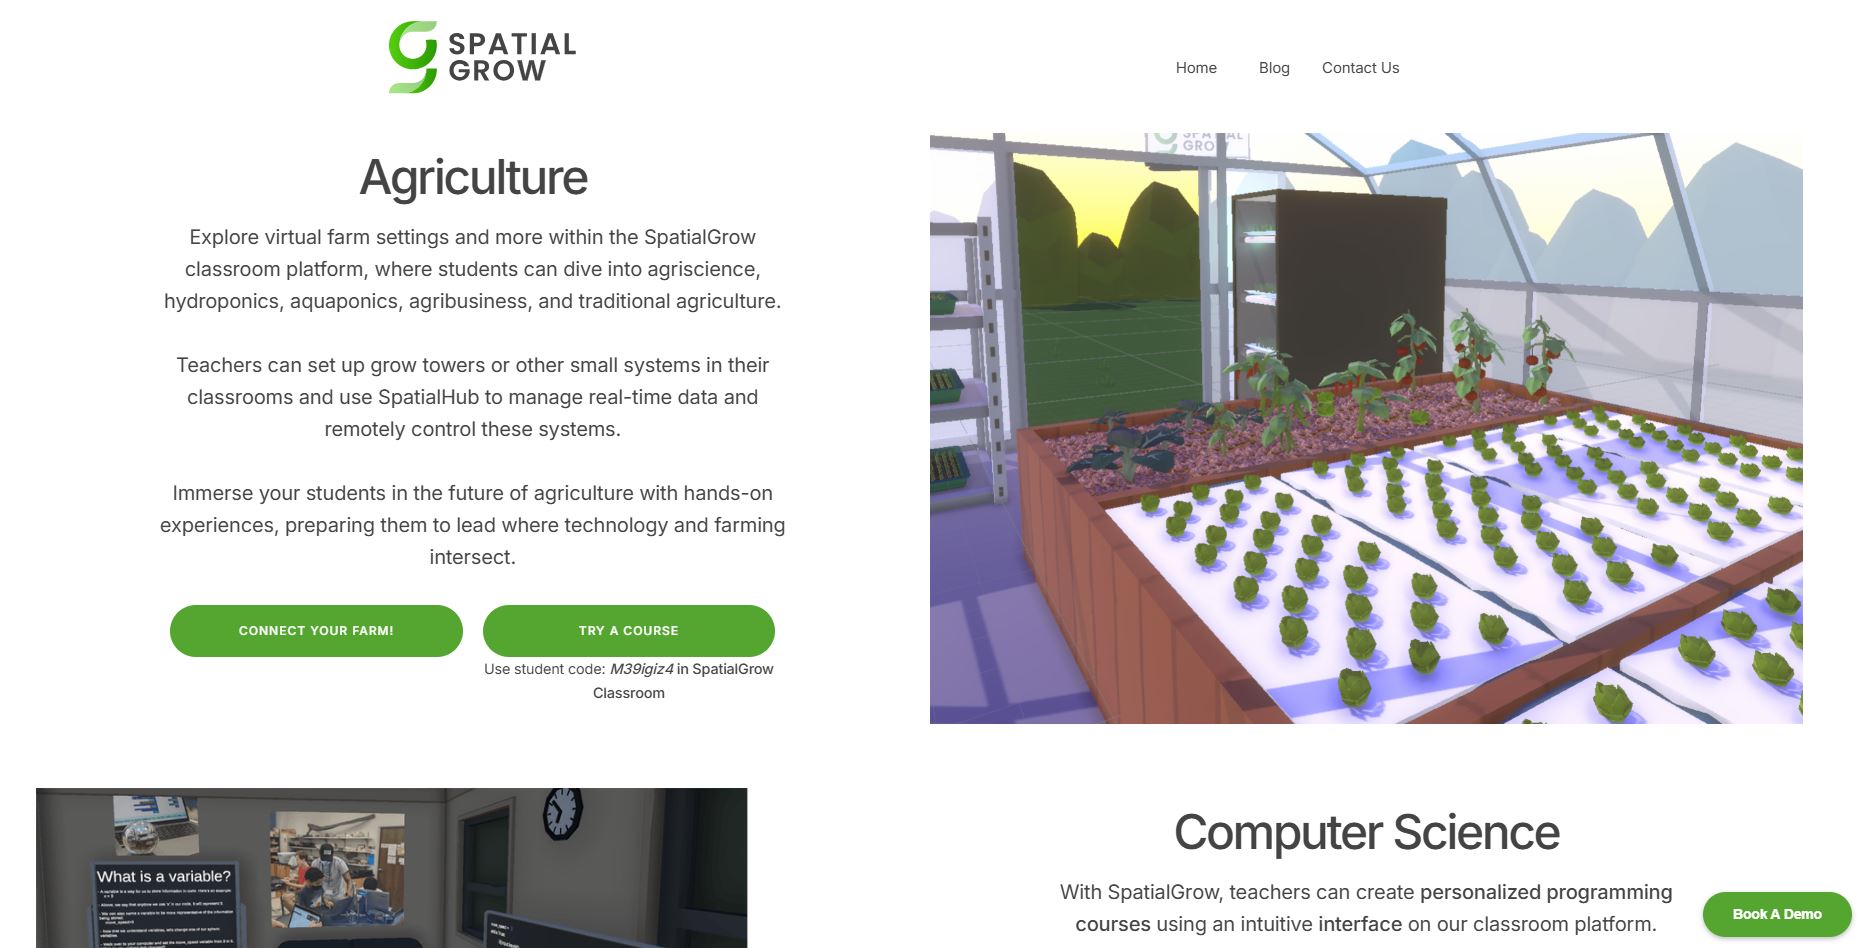 SPATIAL
GROW
Home
Blog
Contact Us
Agriculture
Explore virtual farm settings and more within the SpatialGrow
classroom platform, where students can dive into agriscience,
hydroponics, aquaponics, agribusiness, and traditional agriculture.
Teachers can set up grow towers or other small systems in their
classrooms and use SpatialHub to manage real-time data and
remotely control these systems.
Immerse your students in the future of agriculture with hands-on
experiences, preparing them to lead where technology and farming
intersect.
CONNECT YOUR FARM!
TRY A COURSE
Use student code: M39igiz4 in SpatialGrow
Classroom
SPATIAL
GROW
What is a variable?
Computer Science
With SpatialGrow, teachers can create personalized programming
courses using an intuitive interface on our classroom platform.
Book A Demo